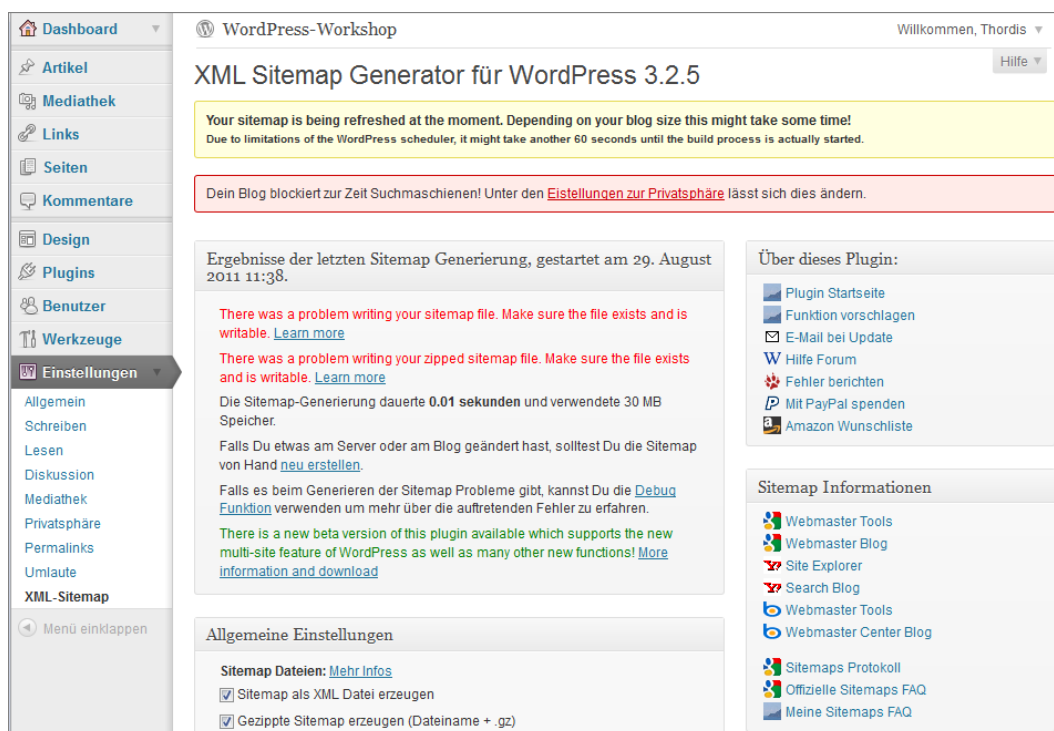 Dashboard
Artikel
Mediathek
Links
Seiten
Kommentare
Design
Plugins
Benutzer
Werkzeuge
Einstellungen
Allgemein
Schreiben
Lesen
Diskussion
Mediathek
Privatsphäre
Permalinks
Umlaute
XML-Sitemap
Menü einklappen
WordPress-Workshop
Willkommen, Thordis
Hilfe
XML Sitemap Generator für WordPress 3.2.5
Your sitemap is being refreshed at the moment. Depending on your blog size this might take some time!
Due to limitations of the WordPress scheduler, it might take another 60 seconds until the build process is actually started.
Dein Blog blockiert zur Zeit Suchmaschienen! Unter den Eistellungen zur Privatsphäre lässt sich dies ändern.
Ergebnisse der letzten Sitemap Generierung, gestartet am 29. August
2011 11:38.
There was a problem writing your sitemap file. Make sure the file exists and is
writable. Learn more
There was a problem writing your zipped sitemap file. Make sure the file exists
and is writable. Learn more
Die Sitemap-Generierung dauerte 0.01 sekunden und verwendete 30 MB
Speicher.
Falls Du etwas am Server oder am Blog geändert hast, solltest Du die Sitemap
von Hand neu erstellen.
Falls es beim Generieren der Sitemap Probleme gibt, kannst Du die Debug
Funktion verwenden um mehr über die auftretenden Fehler zu erfahren.
There is a new beta version of this plugin available which supports the new
multi-site feature of WordPress as well as many other new functions! More
information and download
Allgemeine Einstellungen
Sitemap Dateien: Mehr Infos
Sitemap als XML Datei erzeugen
Gezippte Sitemap erzeugen (Dateiname + .gz)
Über dieses Plugin:
Plugin Startseite
Funktion vorschlagen
E-Mail bei Update
Hilfe Forum
Fehler berichten
Mit PayPal spenden
Amazon Wunschliste
Sitemap Informationen
Webmaster Tools
Webmaster Blog
Site Explorer
Search Blog
Webmaster Tools
Webmaster Center Blog
Sitemaps Protokoll
Offizielle Sitemaps FAQ
Meine Sitemaps FAQ